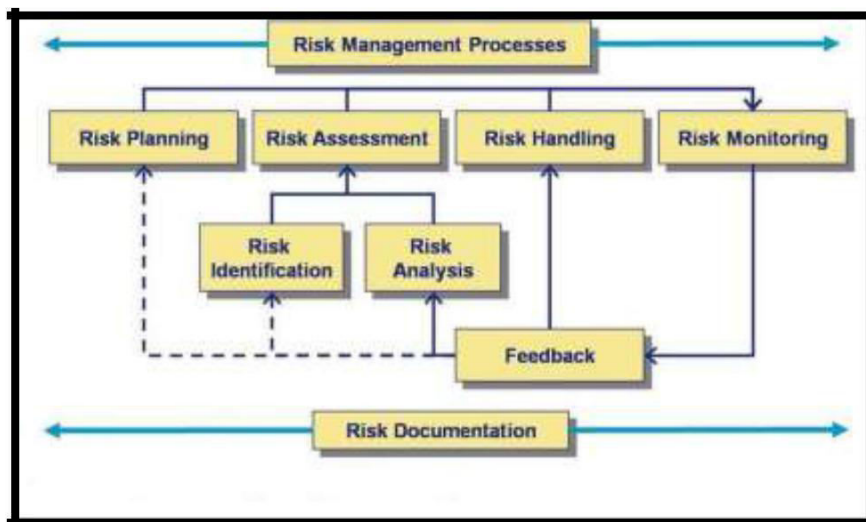 Risk Management Processes
Risk Planning
Risk Assessment
Risk Handling
Risk Monitoring
Risk
Identification
Risk
Analysis
Feedback
Risk Documentation